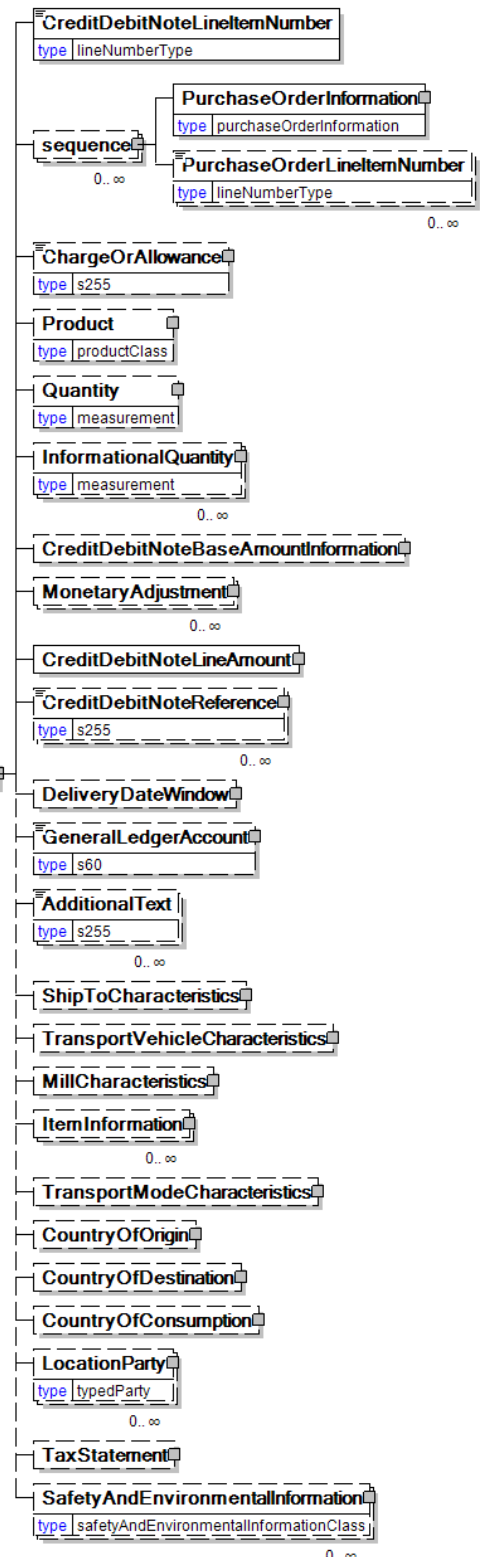 CreditDebitNoteLineItemNumber
type lineNumberType
sequence
0..∞
PurchaseOrderInformation
type purchaseOrderInformation
PurchaseOrderLineItemNumber
type lineNumberType
0..∞
ChargeOrAllowance
type s255
Product
type productClass
Quantity
type measurement
InformationalQuantity
type measurement
0..∞
CreditDebitNoteBaseAmountInformation
MonetaryAdjustment
0..∞
CreditDebitNoteLineAmount
CreditDebitNoteReference
type s255
0..∞
DeliveryDateWindow
GeneralLedgerAccount
type s60
AdditionalText
type s255
0..∞
ShipToCharacteristics
TransportVehicleCharacteristics
MillCharacteristics
ItemInformation
0..∞
TransportModeCharacteristics
CountryOfOrigin
CountryOfDestination
CountryOfConsumption
LocationParty
type typedParty
0..∞
TaxStatement
SafetyAndEnvironmentalInformation
type safetyAndEnvironmentalInformationClass
0..∞